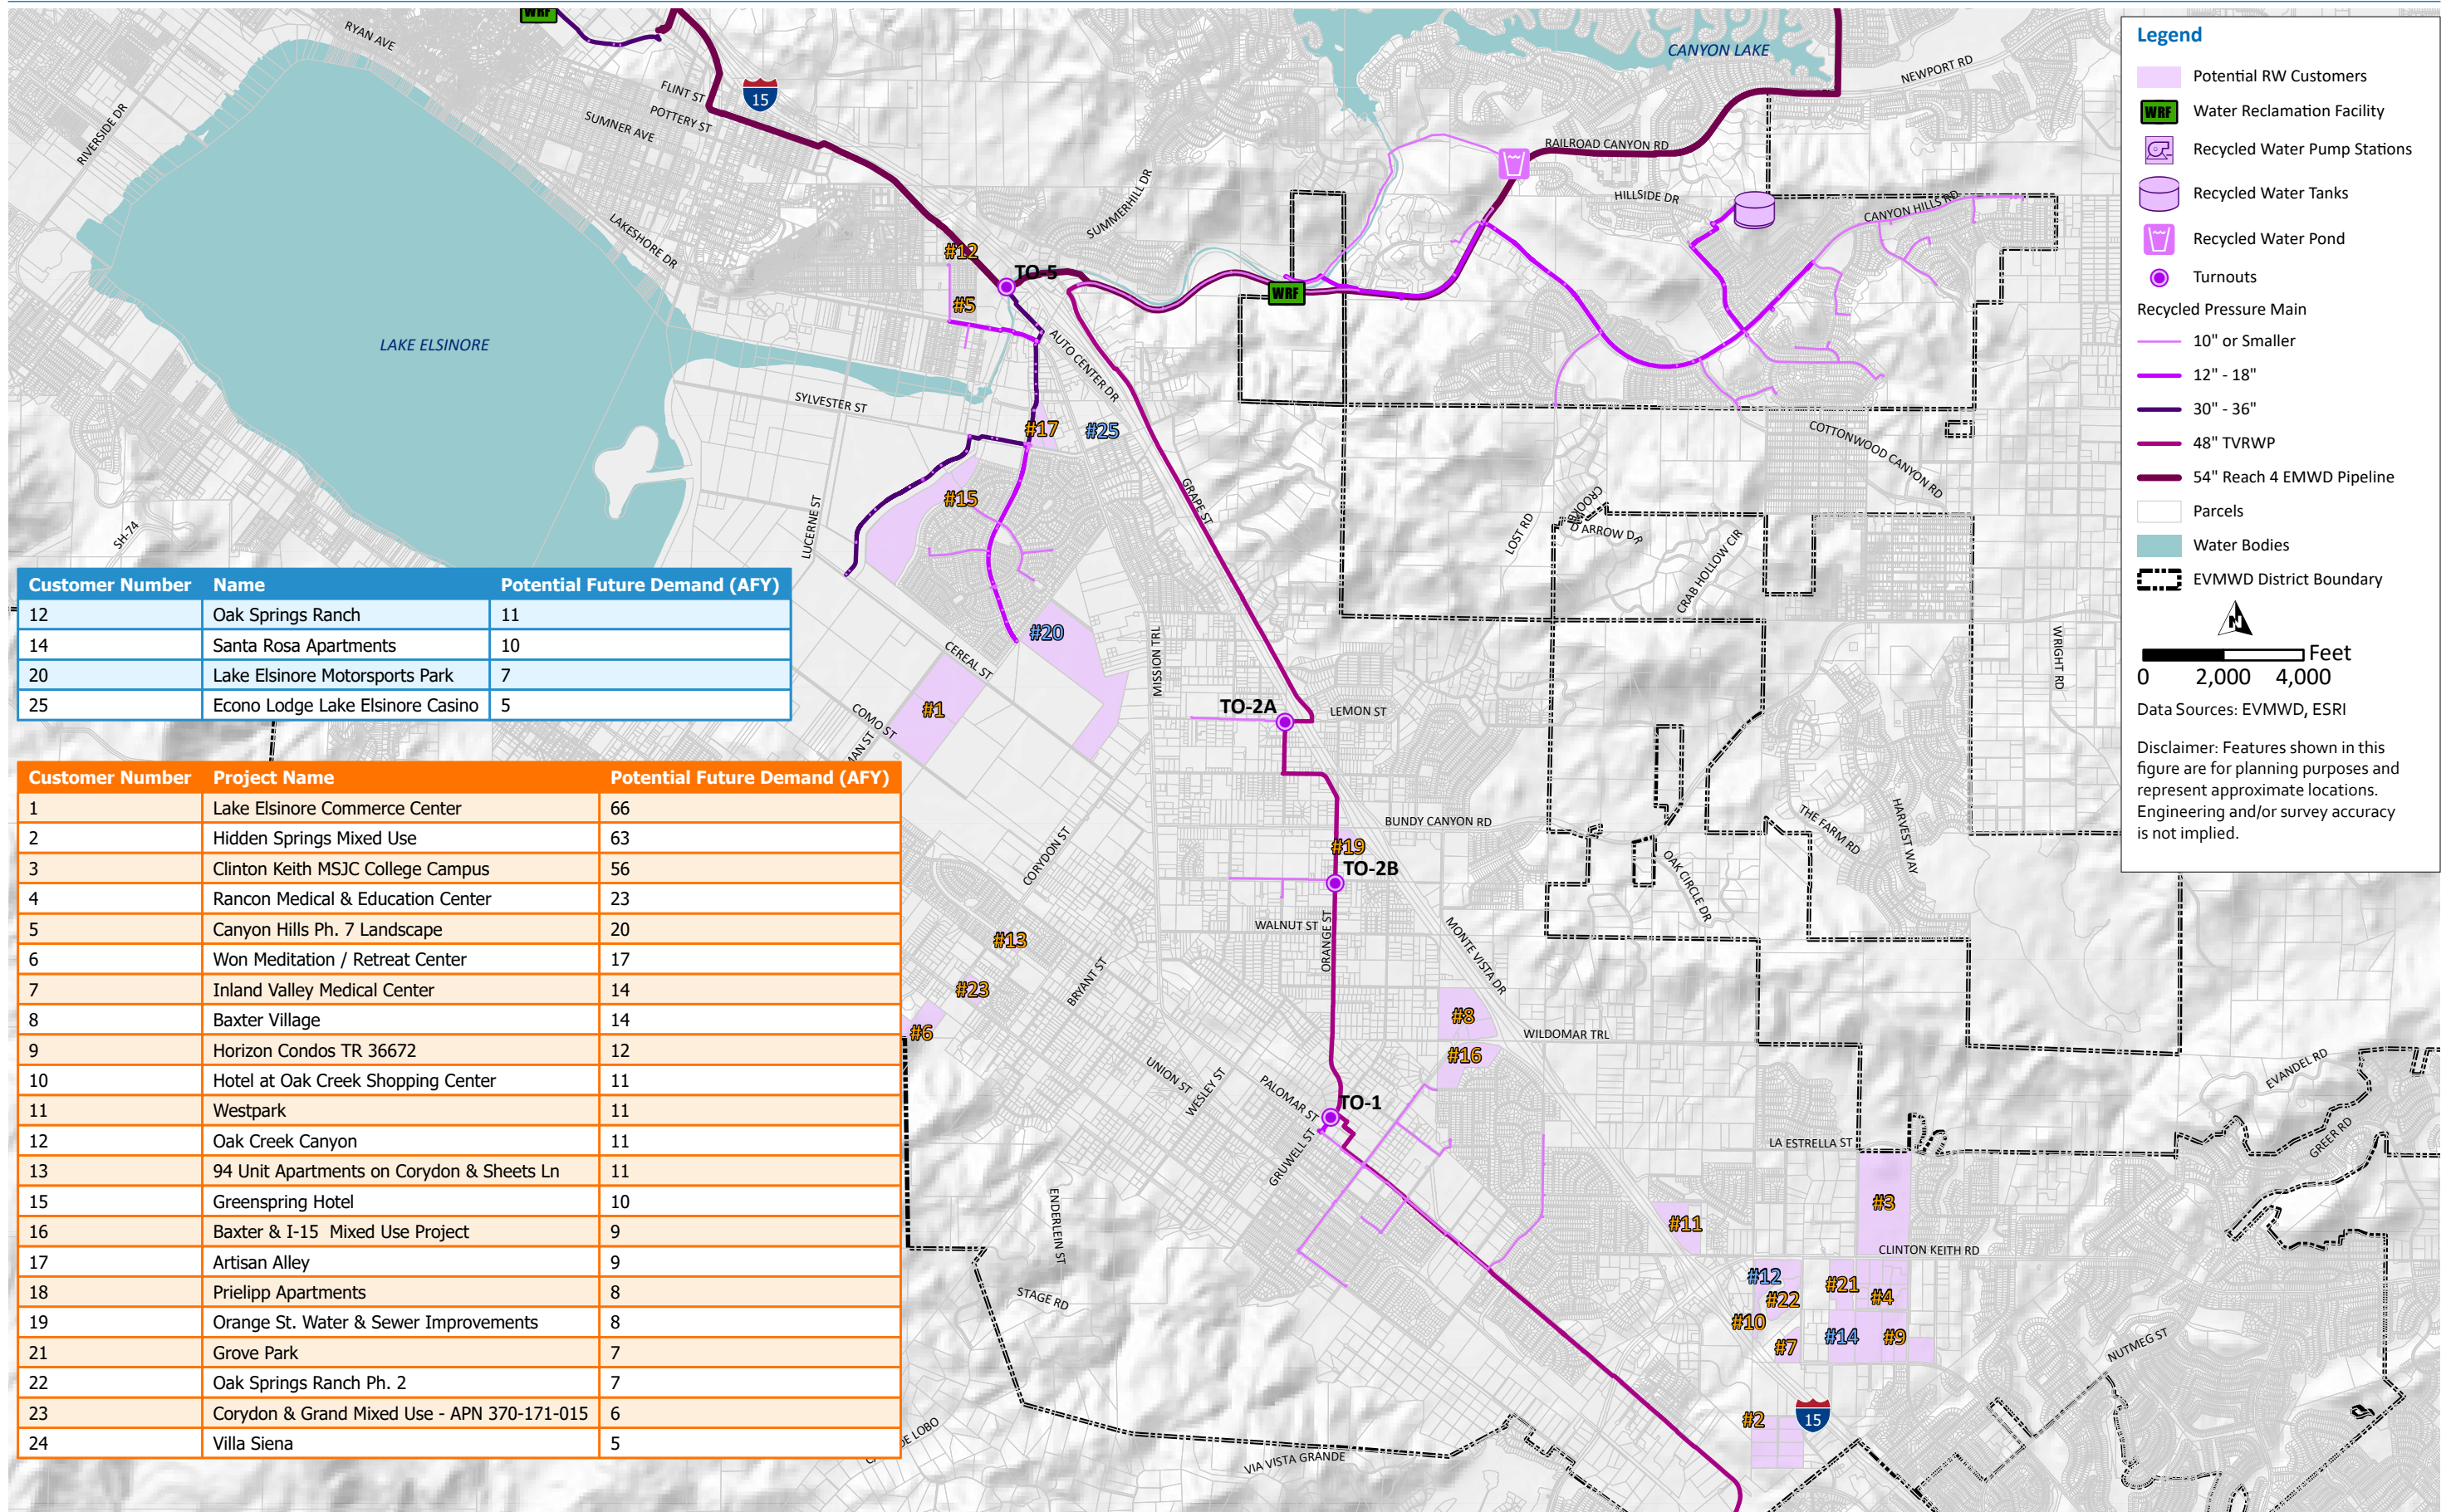 WRF
RYAN AVE
RIVERSIDE DR
FLINT ST
POTTERY ST
SUMNER AVE
15
CANYON LAKE
NEWPORT RD
RAILROAD CANYON RD
HILLSIDE DR
CANYON HILLS RD
SUMMERHILL DR
LAKESHORE DR
#12
TO-5
#5
WRF
LAKE ELSINORE
AUTO CENTER DR
SYLVESTER ST
#17
#25
COTTONWOOD CANYON RD
#15
GRAPE ST
LUCERNE ST
SH-74
LOST RD
CROOKED ARROW DR
CRAB HOLLOW CIR
#20
CEREAL ST
MISSION TRL
WRIGHT RD
#1
COMO ST
MAN ST
TO-2A
LEMON ST
BUNDY CANYON RD
THE FARM RD
HARVEST WAY
#19
TO-2B
OAK CIRCLE DR
CORYDON ST
WALNUT ST
ORANGE ST
MONTE VISTA DR
#13
#23
BRYANT ST
#6
#8
WILDOMAR TRL
#16
UNION ST
WESLEY ST
PALOMAR ST
TO-1
GRUWELL ST
EVANDEL RD
GREER RD
LA ESTRELLA ST
#3
#11
CLINTON KEITH RD
ENDERLEIN ST
STAGE RD
#12
#21
#22
#4
#10
#14
#9
#7
NUTMEG ST
#2
15
DE LOBO
VIA VISTA GRANDE
Customer Number Name Potential Future Demand (AFY)
12 Oak Springs Ranch 11
14 Santa Rosa Apartments 10
20 Lake Elsinore Motorsports Park 7
25 Econo Lodge Lake Elsinore Casino 5
Customer Number Project Name Potential Future Demand (AFY)
1 Lake Elsinore Commerce Center 66
2 Hidden Springs Mixed Use 63
3 Clinton Keith MSJC College Campus 56
4 Rancon Medical & Education Center 23
5 Canyon Hills Ph. 7 Landscape 20
6 Won Meditation / Retreat Center 17
7 Inland Valley Medical Center 14
8 Baxter Village 14
9 Horizon Condos TR 36672 12
10 Hotel at Oak Creek Shopping Center 11
11 Westpark 11
12 Oak Creek Canyon 11
13 94 Unit Apartments on Corydon & Sheets Ln 11
15 Greenspring Hotel 10
16 Baxter & I-15 Mixed Use Project 9
17 Artisan Alley 9
18 Prielipp Apartments 8
19 Orange St. Water & Sewer Improvements 8
21 Grove Park 7
22 Oak Springs Ranch Ph. 2 7
23 Corydon & Grand Mixed Use - APN 370-171-015 6
24 Villa Siena 5
Legend
Potential RW Customers
WRF Water Reclamation Facility
Recycled Water Pump Stations
Recycled Water Tanks
Recycled Water Pond
Turnouts
Recycled Pressure Main
10" or Smaller
12" - 18"
30" - 36"
48" TVRWP
54" Reach 4 EMWD Pipeline
Parcels
Water Bodies
EVMWD District Boundary
N
Feet
0 2,000 4,000
Data Sources: EVMWD, ESRI
Disclaimer: Features shown in this
figure are for planning purposes and
represent approximate locations.
Engineering and/or survey accuracy
is not implied.